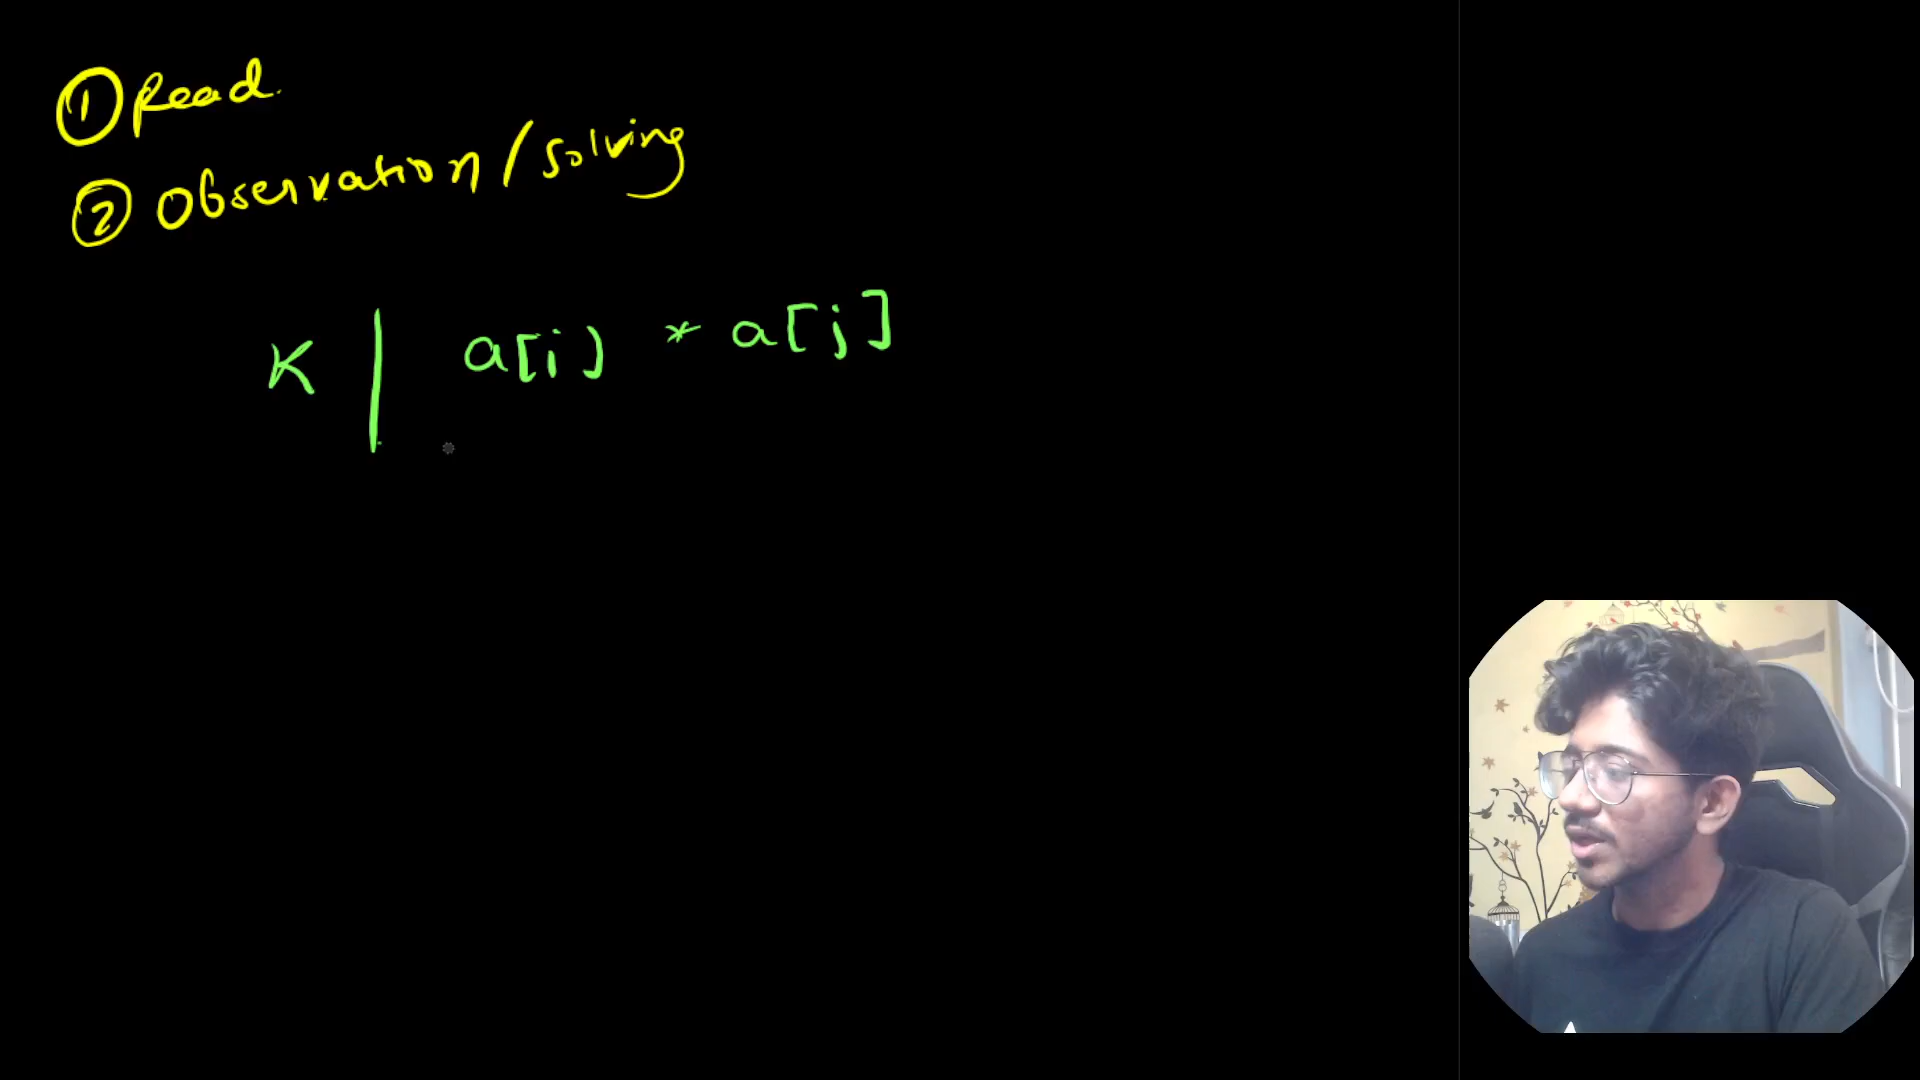 ① Read.
② Observation/Solving
K | a[i] * a[j]